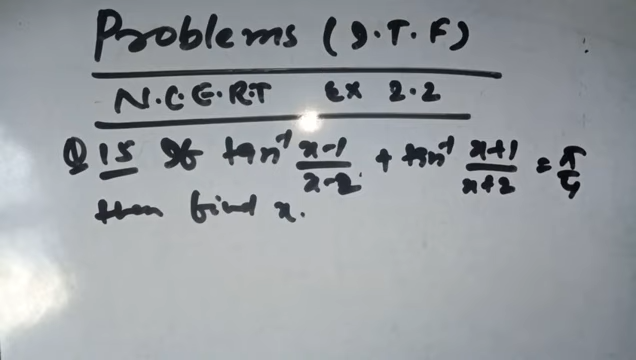 Problems (I.T.F)
N.C.E.R.T Ex 2.2
Q 15 If tan⁻¹ (x-1)/(x-2) + tan⁻¹ (x+1)/(x+2) = π/4
then find x.